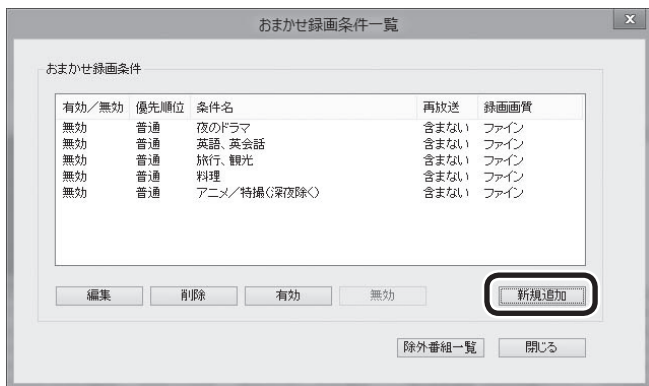 おまかせ録画条件一覧
x
おまかせ録画条件
有効／無効 優先順位 条件名 再放送 録画画質
無効 普通 夜のドラマ 含まない ファイン
無効 普通 英語、英会話 含まない ファイン
無効 普通 旅行、観光 含まない ファイン
無効 普通 料理 含まない ファイン
無効 普通 アニメ／特撮(深夜除く) 含まない ファイン
編集 削除 有効 無効 新規追加
除外番組一覧 閉じる